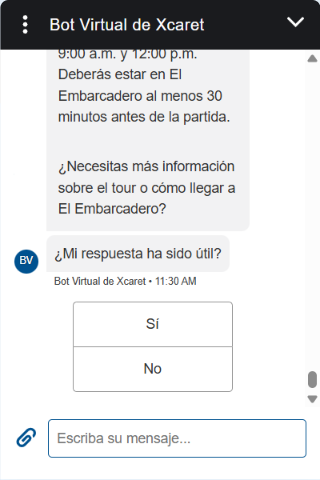 Bot Virtual de Xcaret
9:00 a.m. y 12:00 p.m.
Deberás estar en El
Embarcadero al menos 30
minutos antes de la partida.
¿Necesitas más información
sobre el tour o cómo llegar a
El Embarcadero?
BV
¿Mi respuesta ha sido útil?
Bot Virtual de Xcaret • 11:30 AM
Sí
No
Escriba su mensaje...